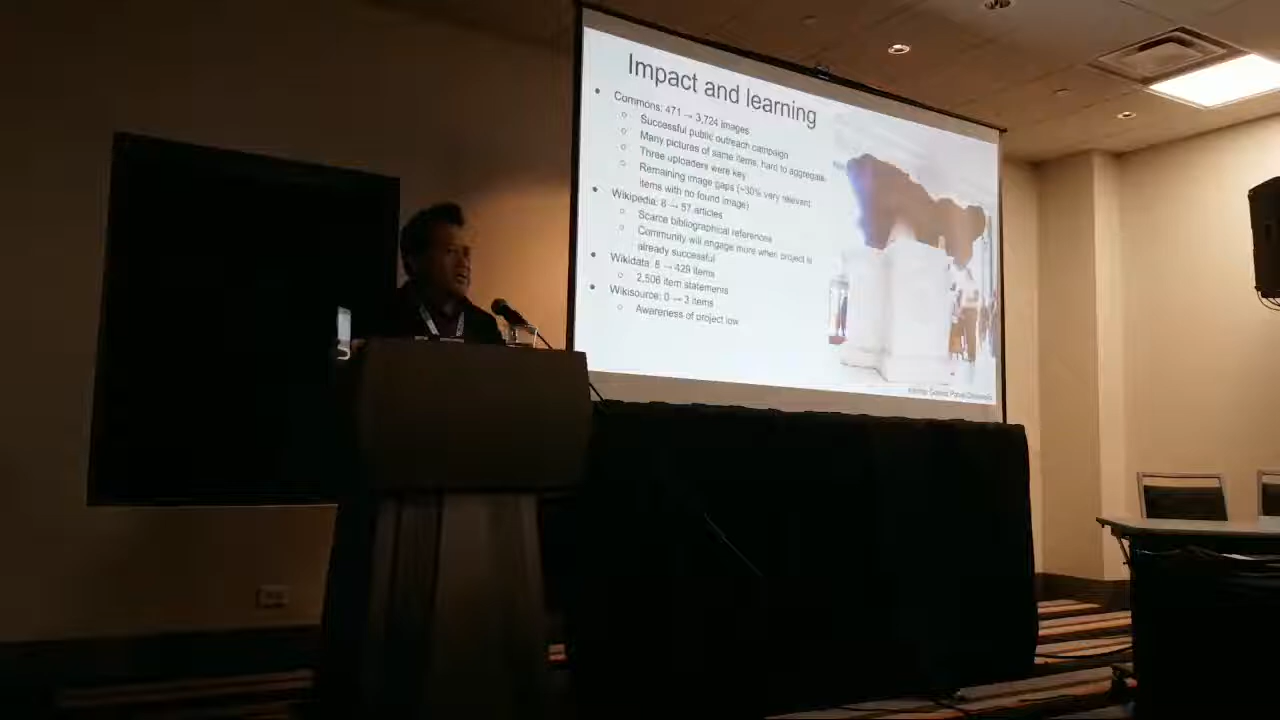 Impact and learning
● Commons: 471 → 3,724 images
○ Successful public outreach campaign
○ Many pictures of same items, hard to aggregate
○ Three uploaders were key
○ Remaining image gaps (~30% very relevant
items with no found image)
● Wikipedia: 8 → 57 articles
○ Scarce bibliographical references
○ Community will engage more when project is
already successful
● Wikidata: 8 → 429 items
○ 2,506 item statements
● Wikisource: 0 → 3 items
○ Awareness of project low